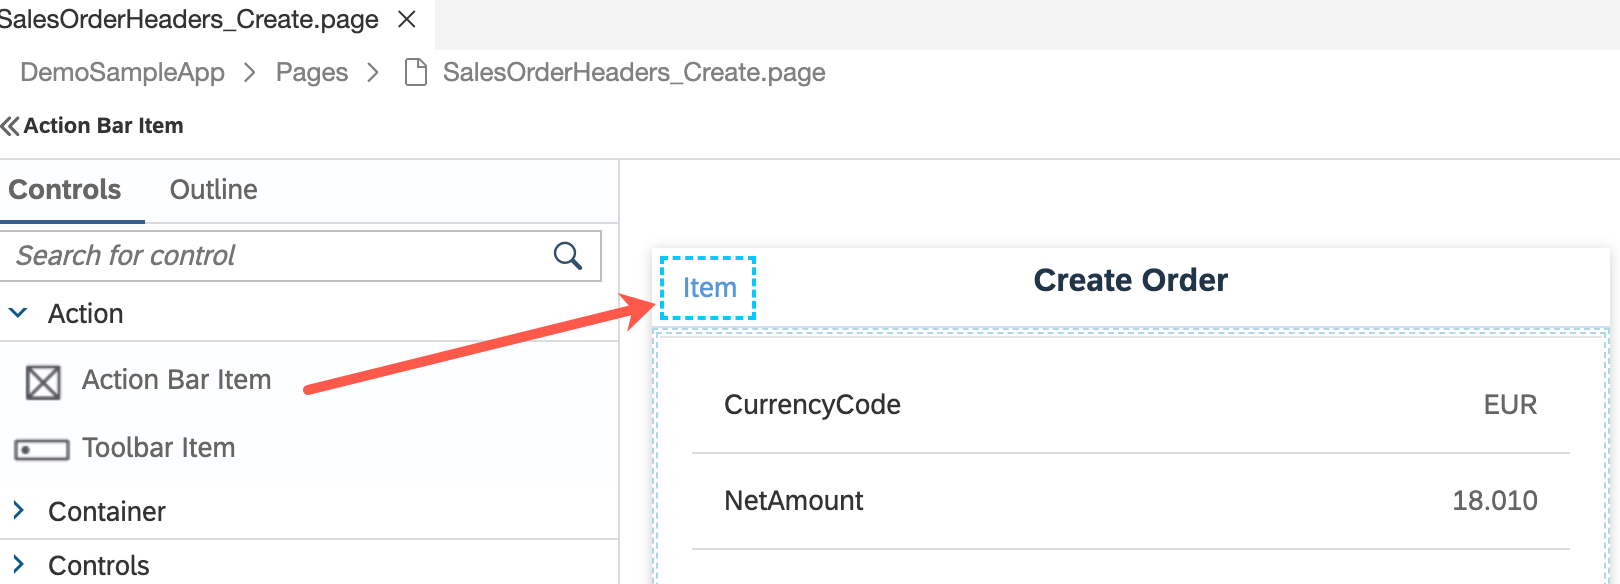 SalesOrderHeaders_Create.page
DemoSampleApp > Pages > SalesOrderHeaders_Create.page
Action Bar Item
Controls Outline
Search for control
Action
Action Bar Item
Toolbar Item
Container
Controls
Item Create Order
CurrencyCode EUR
NetAmount 18.010